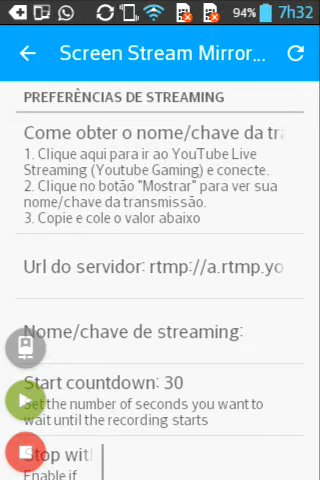 94% 7h32
Screen Stream Mirror...
PREFERÊNCIAS DE STREAMING
Come obter o nome/chave da tra
1. Clique aqui para ir ao YouTube Live
Streaming (Youtube Gaming) e conecte.
2. Clique no botão "Mostrar" para ver sua
nome/chave da transmissão.
3. Copie e cole o valor abaixo
Url do servidor: rtmp://a.rtmp.yo
Nome/chave de streaming:
Start countdown: 30
Set the number of seconds you want to
wait until the recording starts
Stop with
Enable if